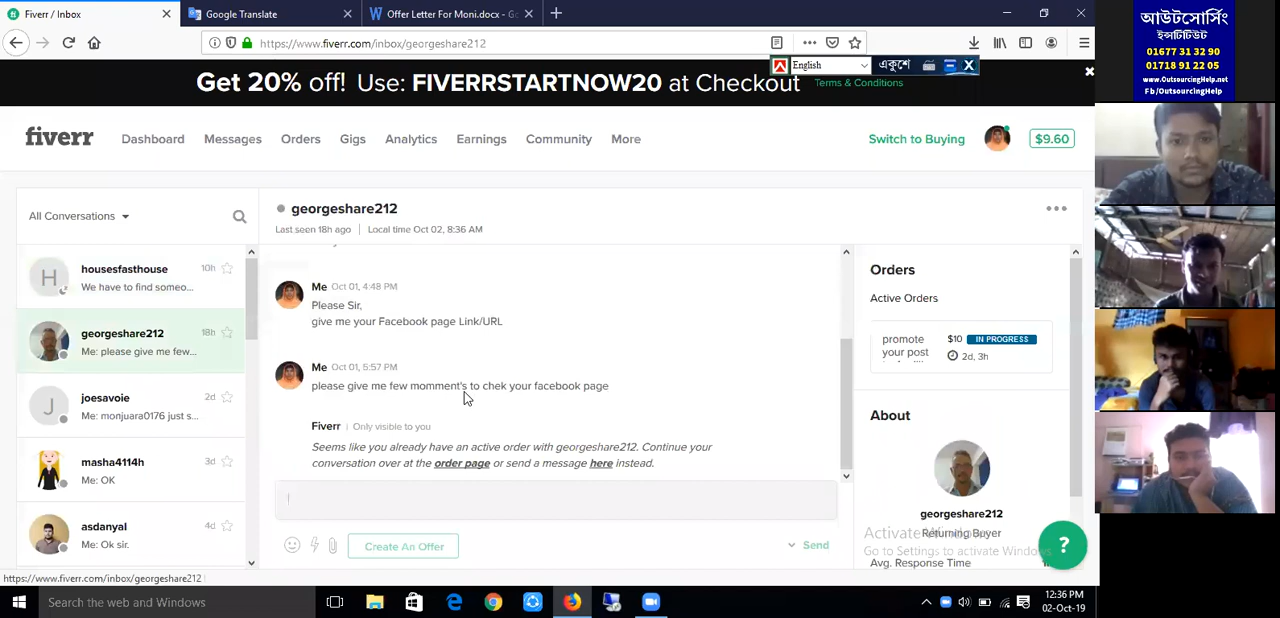 Fiverr / Inbox
Google Translate
Offer Letter For Moni.docx - Go
https://www.fiverr.com/inbox/georgeshare212
English
একুশে
Get 20% off! Use: FIVERRSTARTNOW20 at Checkout
Terms & Conditions
fiverr
Dashboard
Messages
Orders
Gigs
Analytics
Earnings
Community
More
Switch to Buying
$9.60
All Conversations
housesfasthouse
10h
We have to find someo...
georgeshare212
18h
Me: please give me few...
joesavoie
2d
Me: monjuara0176 just s...
masha4114h
3d
Me: OK
asdanyal
4d
Me: Ok sir.
georgeshare212
Last seen 18h ago
Local time Oct 02, 8:36 AM
Me Oct 01, 4:48 PM
Please Sir,
give me your Facebook page Link/URL
Me Oct 01, 5:57 PM
please give me few momment's to chek your facebook page
Fiverr | Only visible to you
Seems like you already have an active order with georgeshare212. Continue your
conversation over at the order page or send a message here instead.
Create An Offer
Send
Orders
Active Orders
promote
your post
$10
IN PROGRESS
2d, 3h
About
georgeshare212
Returning Buyer
Avg. Response Time
Activate Windows
Go to Settings to activate Windows
?
https://www.fiverr.com/inbox/georgeshare212
Search the web and Windows
12:36 PM
02-Oct-19
আউটসোর্সিং
ইন্সটিটিউট
01677 31 32 90
01718 91 22 05
www.OutsourcingHelp.net
Fb/OutsourcingHelp